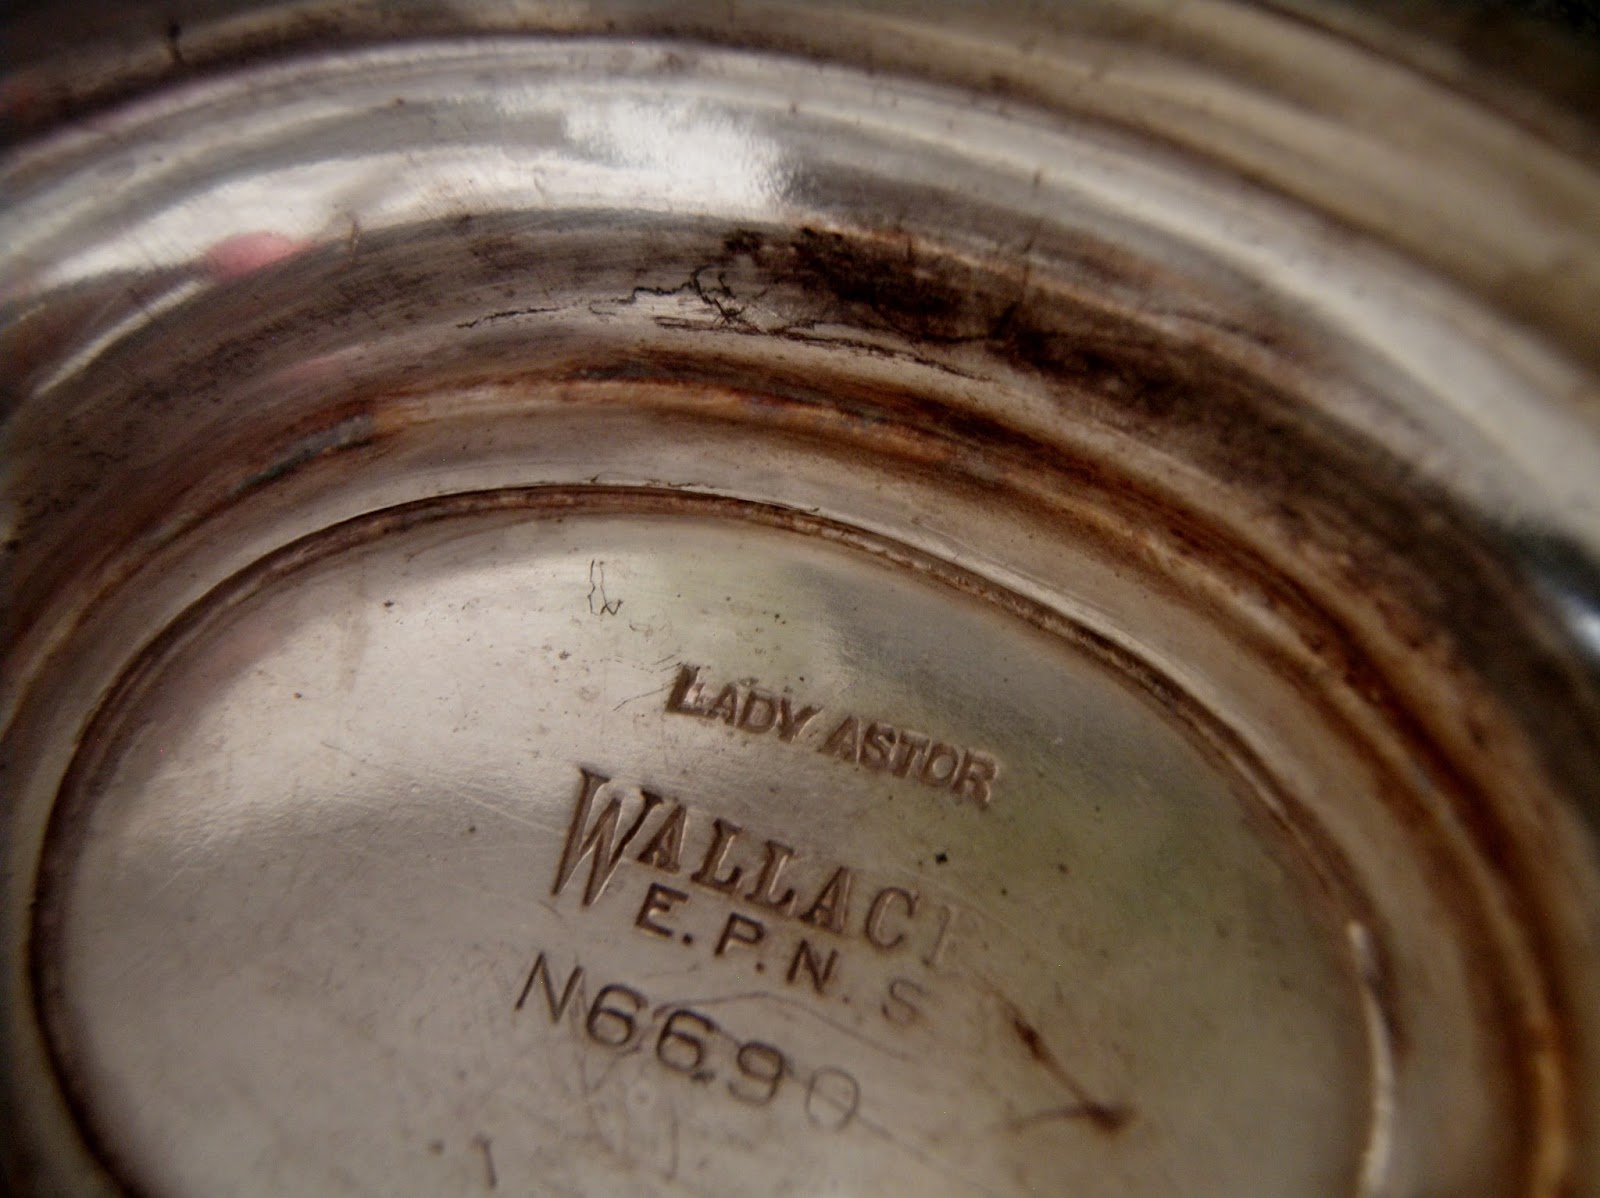 LADY ASTOR
WALLACE
E.P.N.S
N6690